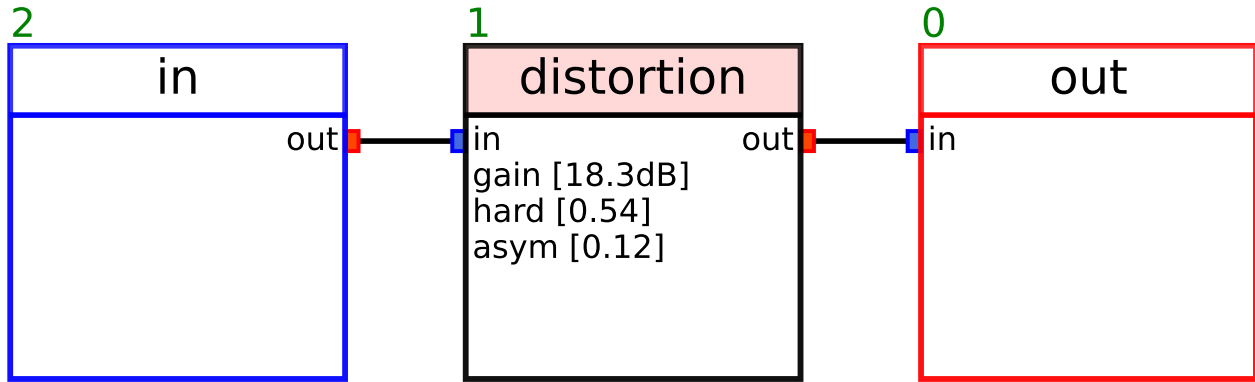 2
in
out
1
distortion
in
out
gain [18.3dB]
hard [0.54]
asym [0.12]
0
out
in